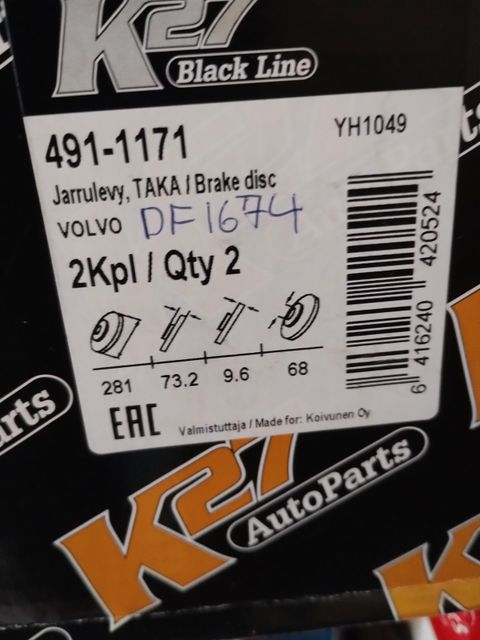 K27
Black Line
491-1171
YH1049
Jarrulevy, TAKA / Brake disc
VOLVO DF1674
2Kpl / Qty 2
281 73.2 9.6 68
6 416240 420524
EAC Valmistuttaja / Made for: Koivunen Oy
K27
AutoParts
arts
K